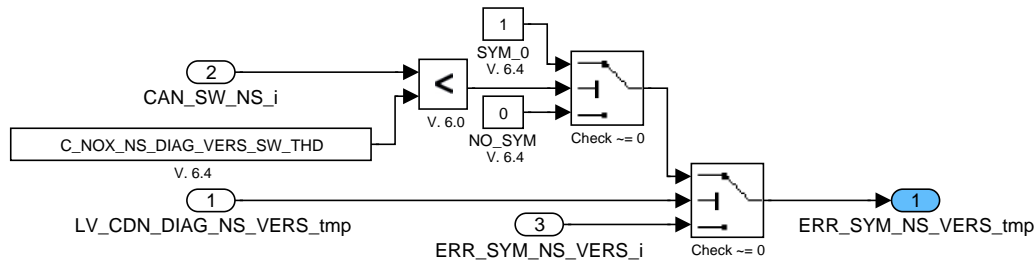 1
SYM_0
V. 6.4
2
CAN_SW_NS_i
<
V. 6.0
0
NO_SYM
V. 6.4
Check ~= 0
C_NOX_NS_DIAG_VERS_SW_THD
V. 6.4
1
LV_CDN_DIAG_NS_VERS_tmp
3
ERR_SYM_NS_VERS_i
Check ~= 0
1
ERR_SYM_NS_VERS_tmp